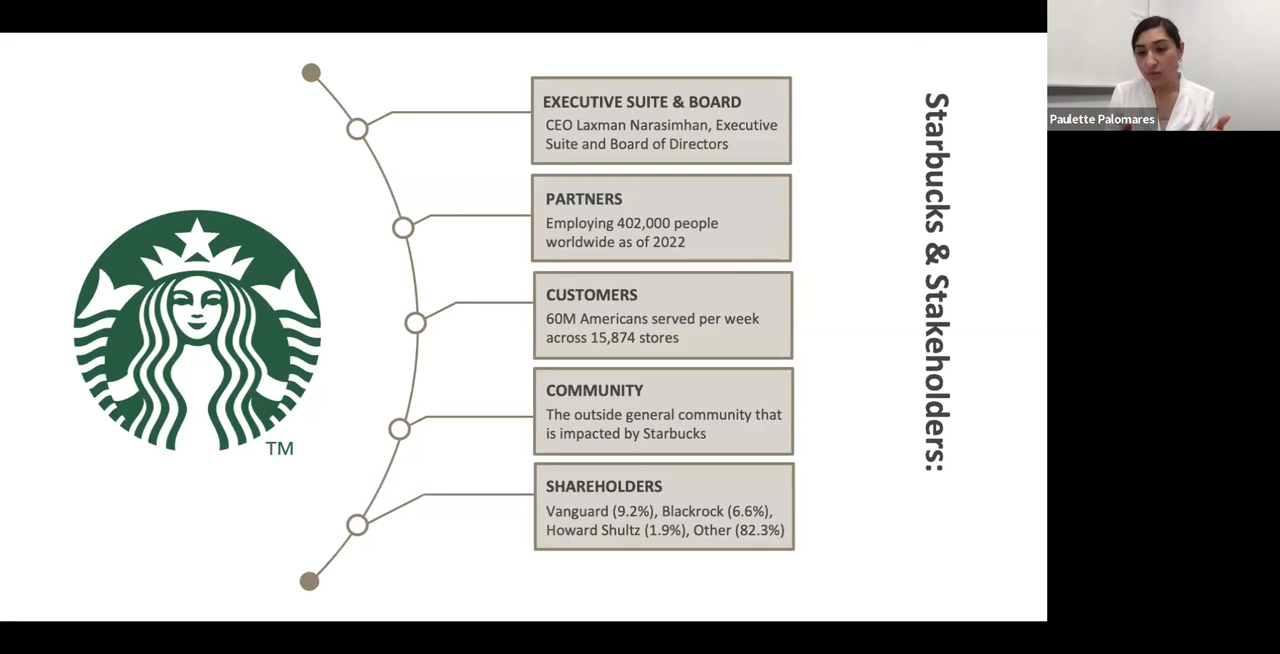 EXECUTIVE SUITE & BOARD
CEO Laxman Narasimhan, Executive
Suite and Board of Directors
PARTNERS
Employing 402,000 people
worldwide as of 2022
CUSTOMERS
60M Americans served per week
across 15,874 stores
COMMUNITY
The outside general community that
is impacted by Starbucks
SHAREHOLDERS
Vanguard (9.2%), Blackrock (6.6%),
Howard Shultz (1.9%), Other (82.3%)
TM
Starbucks & Stakeholders:
Paulette Palomares